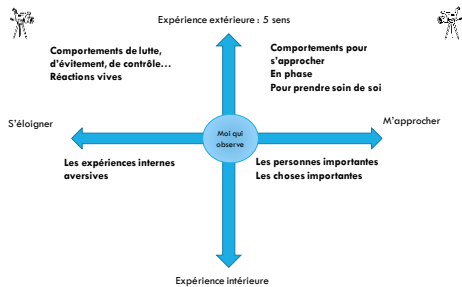 Expérience extérieure : 5 sens
Comportements de lutte,
d'évitement, de contrôle...
Réactions vives
Comportements pour
s'approcher
En phase
Pour prendre soin de soi
S'éloigner
M'approcher
Moi qui
observe
Les expériences internes
aversives
Les personnes importantes
Les choses importantes
Expérience intérieure